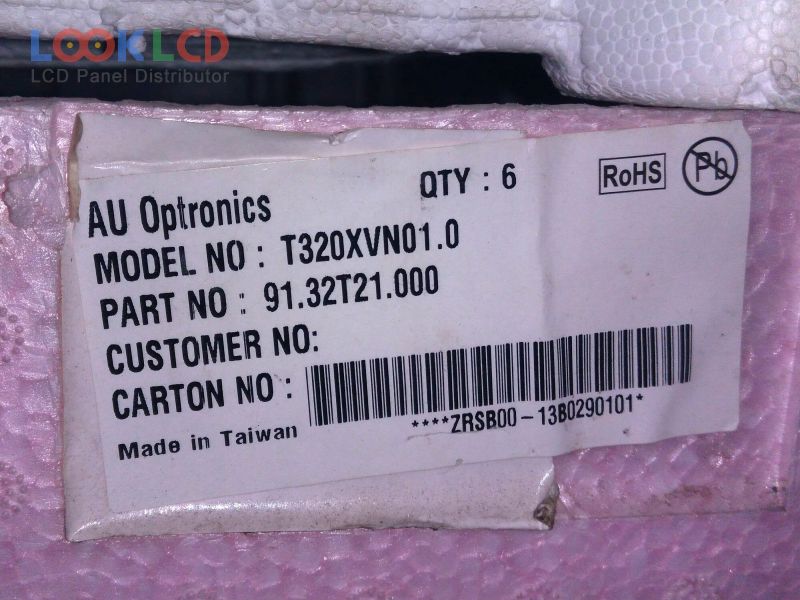 LOOKLCD
LCD Panel Distributor
QTY : 6
RoHS
Pb
AU Optronics
MODEL NO : T320XVN01.0
PART NO : 91.32T21.000
CUSTOMER NO:
CARTON NO :
****ZRSB00-13B0290101*
Made in Taiwan